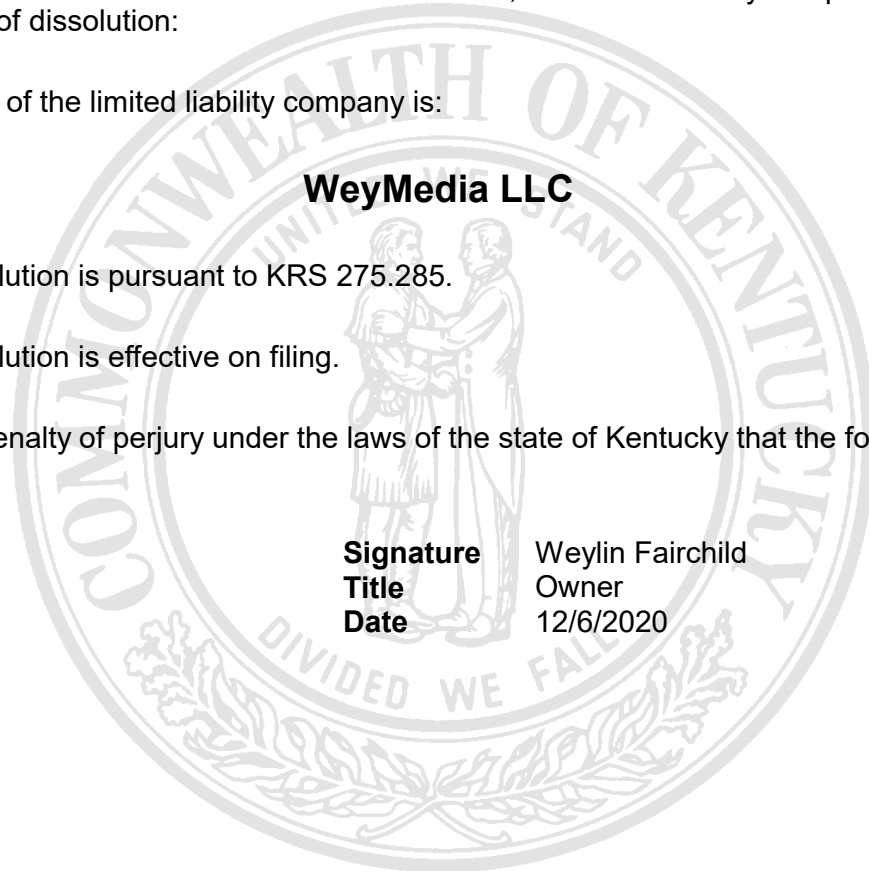 of dissolution:
of the limited liability company is:
COMMONWEALTH OF KENTUCKY
UNITED WE STAND
WeyMedia LLC
lution is pursuant to KRS 275.285.
lution is effective on filing.
enalty of perjury under the laws of the state of Kentucky that the fo
Signature Weylin Fairchild
Title Owner
Date 12/6/2020
DIVIDED WE FALL